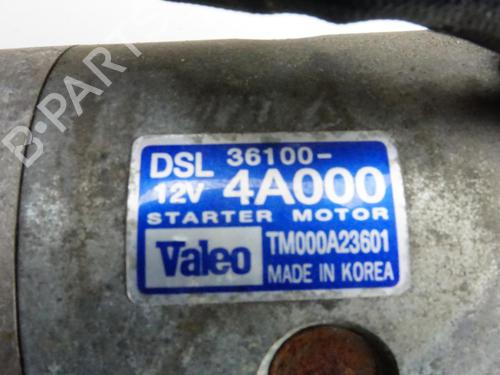 B-PARTS
DSL 36100-
12V 4A000
STARTER MOTOR
Valeo TM000A23601
MADE IN KOREA